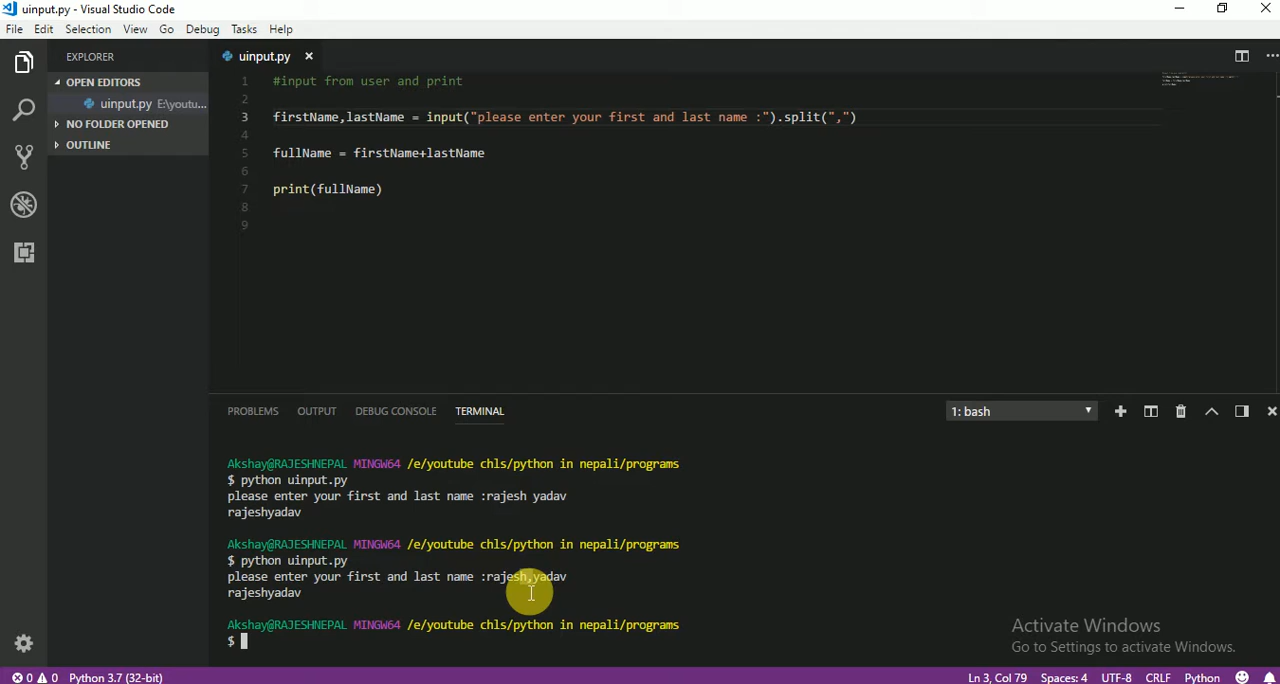 uinput.py - Visual Studio Code
File Edit Selection View Go Debug Tasks Help
EXPLORER
OPEN EDITORS
uinput.py E\youtu...
NO FOLDER OPENED
OUTLINE
uinput.py
1 #input from user and print
2
3 firstName,lastName = input("please enter your first and last name :").split(",")
4
5 fullName = firstName+lastName
6
7 print(fullName)
8
9
PROBLEMS OUTPUT DEBUG CONSOLE TERMINAL
1: bash
Akshay@RAJESHNEPAL MINGW64 /e/youtube chls/python in nepali/programs
$ python uinput.py
please enter your first and last name :rajesh yadav
rajeshyadav
Akshay@RAJESHNEPAL MINGW64 /e/youtube chls/python in nepali/programs
$ python uinput.py
please enter your first and last name :rajesh,yadav
rajeshyadav
Akshay@RAJESHNEPAL MINGW64 /e/youtube chls/python in nepali/programs
$
Activate Windows
Go to Settings to activate Windows.
0 0 Python 3.7 (32-bit) Ln 3, Col 79 Spaces: 4 UTF-8 CRLF Python